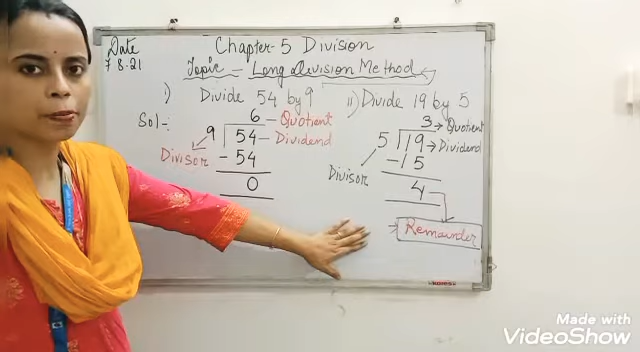 Date
7 8.21
Chapter-5 Division
Topic - Long Division Method
i) Divide 54 by 9
ii) Divide 19 by 5
Sol-:
6 - Quotient
9 54 - Dividend
Divisor
- 54
0
3 → Quotient
5 19 → Dividend
Divisor
- 15
4
Remainder
Made with
VideoShow